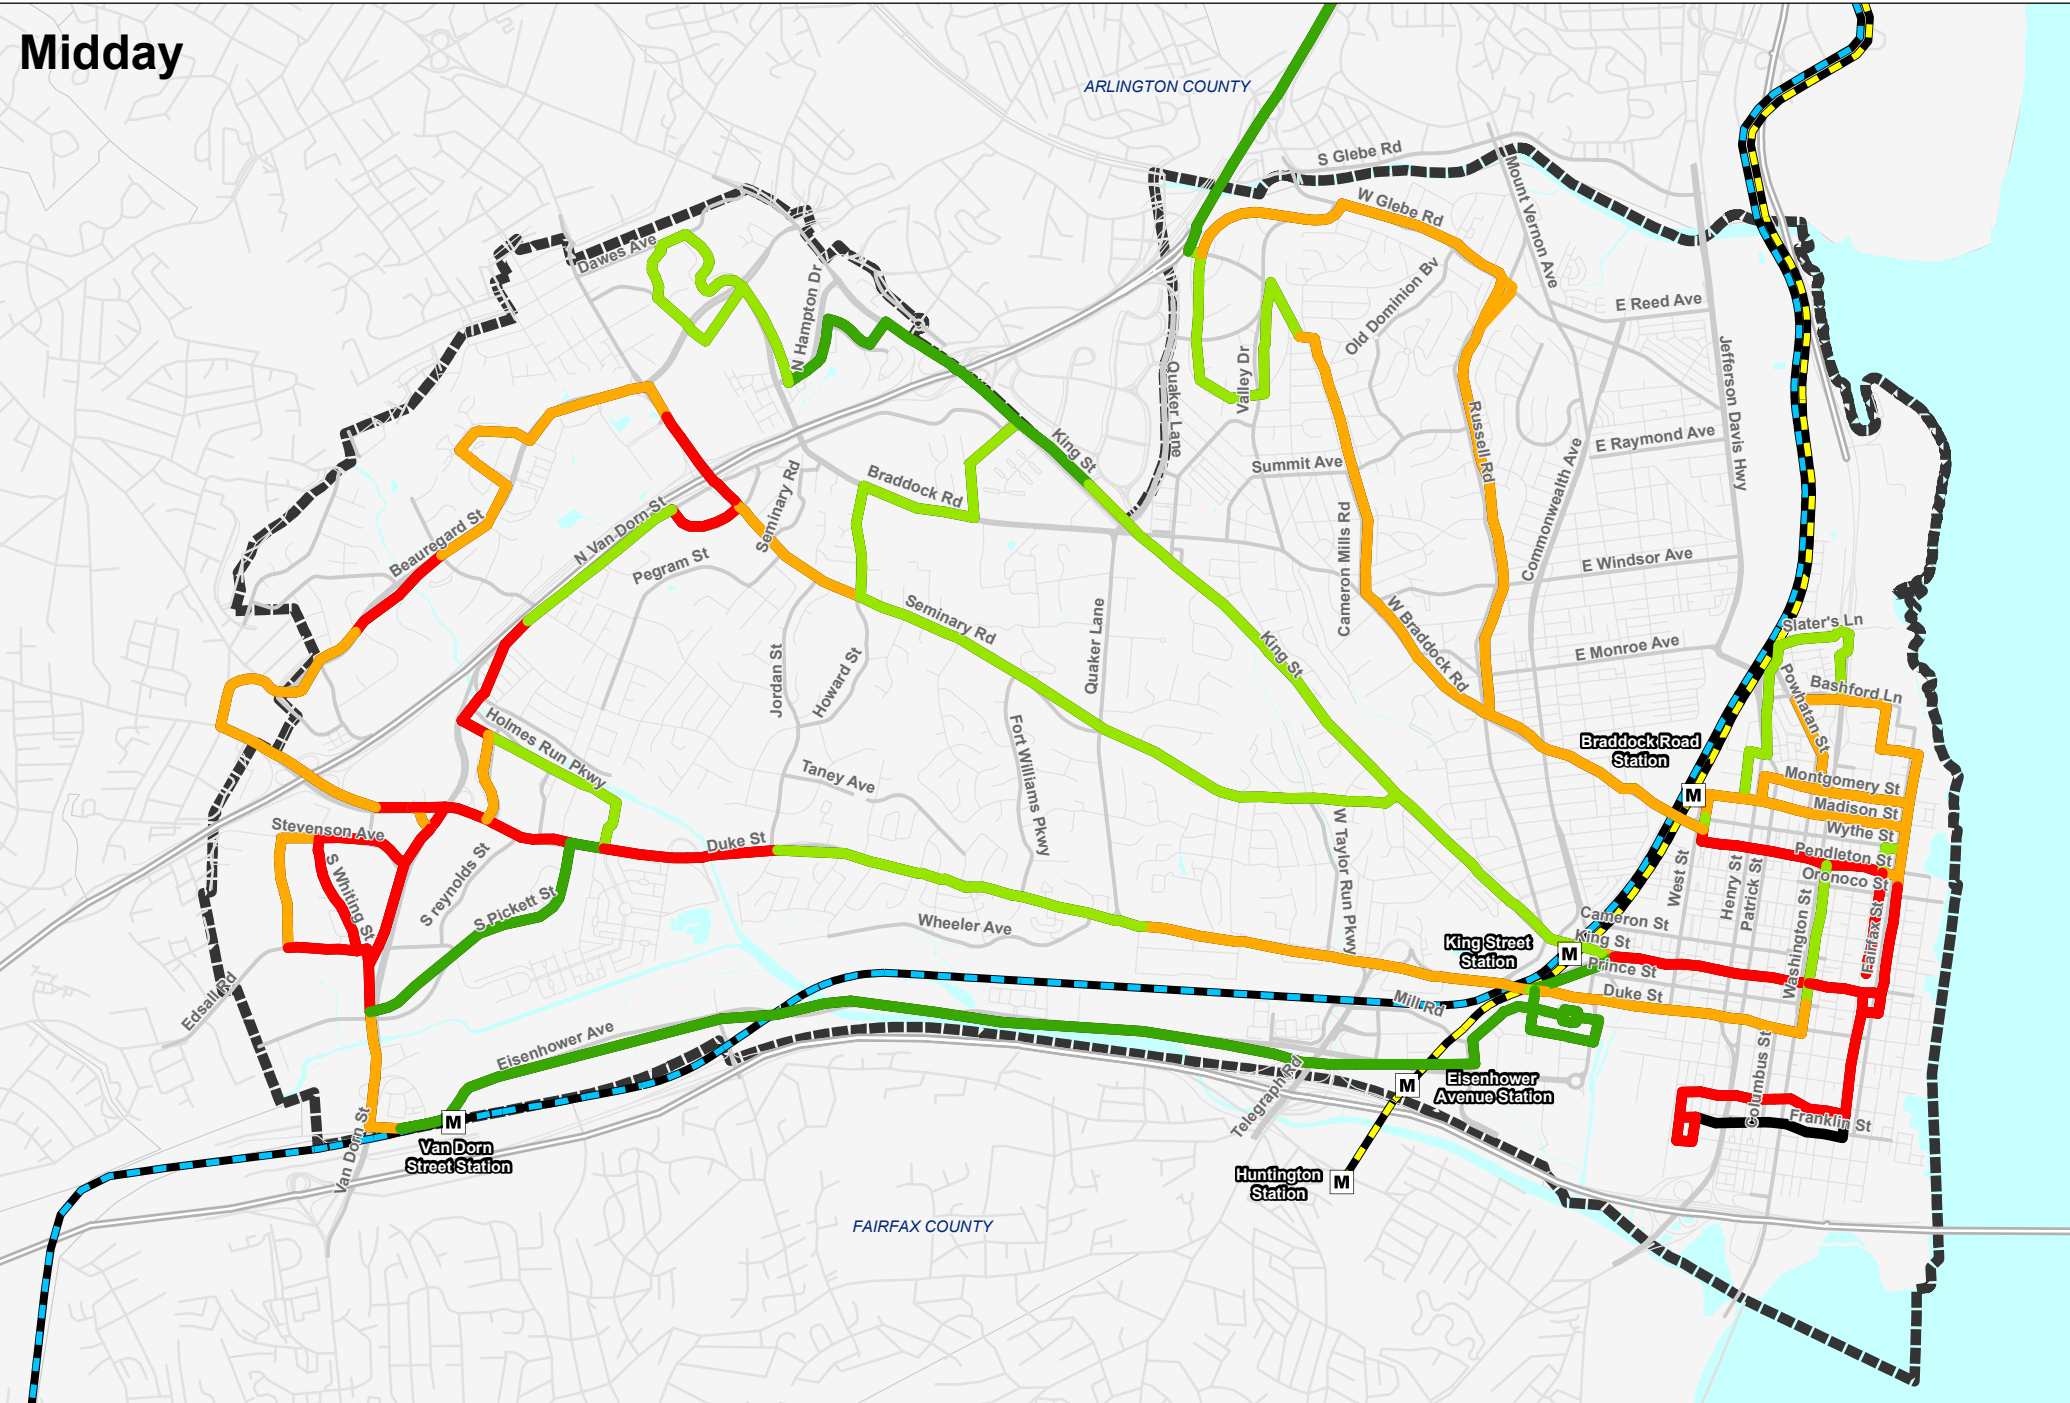 Midday
ARLINGTON COUNTY
S Glebe Rd
Mount Vernon Ave
W Glebe Rd
Dawes Ave
N Hampton Dr
Old Dominion Bv
E Reed Ave
Jefferson Davis Hwy
Valley Dr
Quaker Lane
King St
Russell Rd
E Raymond Ave
Summit Ave
Braddock Rd
Seminary Rd
Commonwealth Ave
Beauregard St
N Van Dorn St
Pegram St
Cameron Mills Rd
E Windsor Ave
Seminary Rd
Quaker Lane
W Braddock Rd
King St
Slater's Ln
E Monroe Ave
Jordan St
Howard St
Powhatan St
Bashford Ln
Holmes Run Pkwy
Fort Williams Pkwy
Braddock Road
Station
M
Taney Ave
Montgomery St
Madison St
Wythe St
Stevenson Ave
Duke St
W Taylor Run Pkwy
Pendleton St
Oronoco St
S Whiting St
S reynolds St
S Pickett St
West St
Henry St
Patrick St
Washington St
Fairfax St
Wheeler Ave
Cameron St
King Street
Station
M
King St
Prince St
Duke St
Edsall Rd
Mill Rd
Eisenhower Ave
Columbus St
Telegraph Rd
M
Eisenhower
Avenue Station
Franklin St
Van Dorn St
M
Van Dorn
Street Station
Huntington
Station
M
FAIRFAX COUNTY